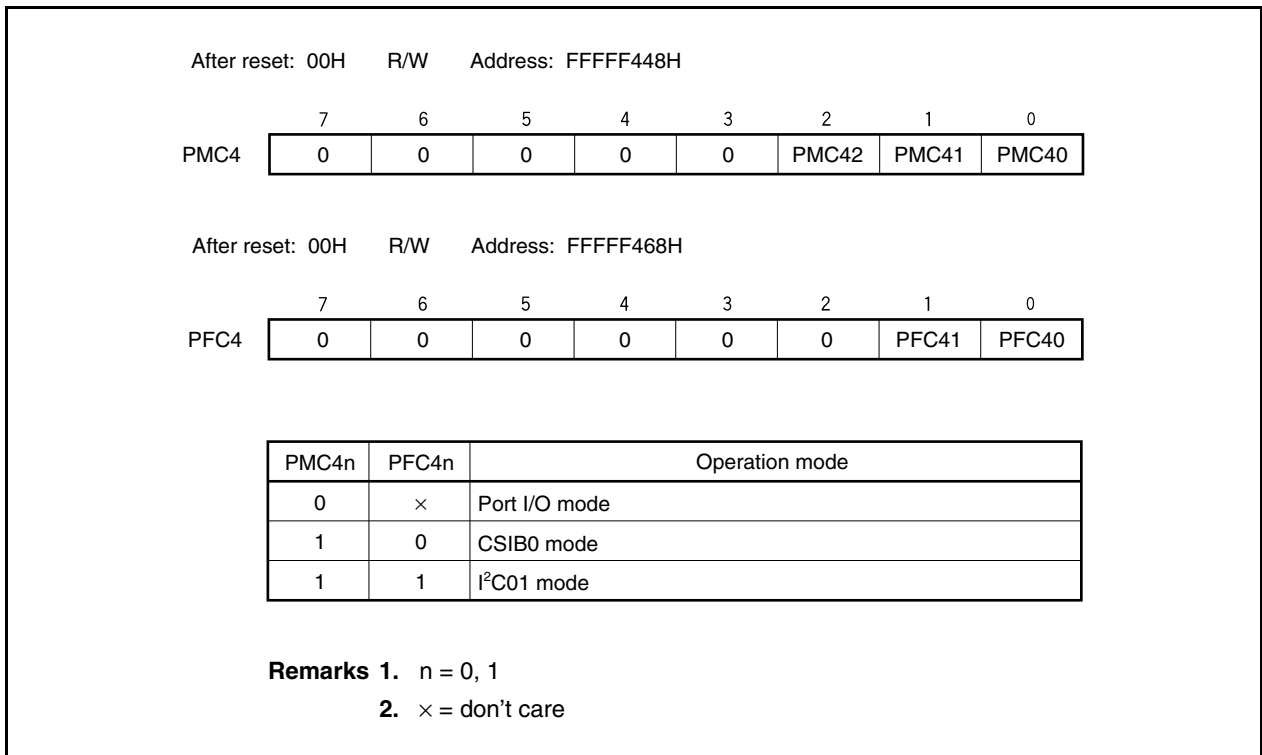 After reset: 00H R/W Address: FFFFF448H
7 6 5 4 3 2 1 0
PMC4 0 0 0 0 0 PMC42 PMC41 PMC40
After reset: 00H R/W Address: FFFFF468H
7 6 5 4 3 2 1 0
PFC4 0 0 0 0 0 0 PFC41 PFC40
PMC4n PFC4n Operation mode
0 × Port I/O mode
1 0 CSIB0 mode
1 1 I²C01 mode
Remarks 1. n = 0, 1
2. × = don't care